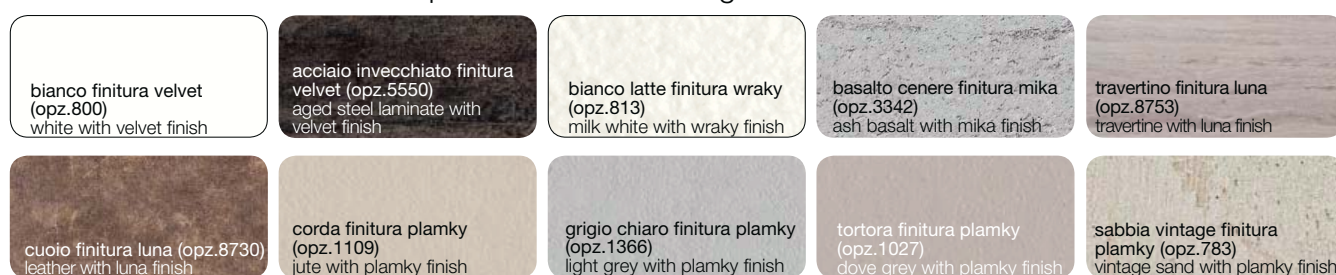 bianco finitura velvet
(opz.800)
white with velvet finish
acciaio invecchiato finitura
velvet (opz.5550)
aged steel laminate with
velvet finish
bianco latte finitura wraky
(opz.813)
milk white with wraky finish
basalto cenere finitura mika
(opz.3342)
ash basalt with mika finish
travertino finitura luna
(opz.8753)
travertine with luna finish
cuoio finitura luna (opz.8730)
leather with luna finish
corda finitura plamky
(opz.1109)
jute with plamky finish
grigio chiaro finitura plamky
(opz.1366)
light grey with plamky finish
tortora finitura plamky
(opz.1027)
dove grey with plamky finish
sabbia vintage finitura
plamky (opz.783)
vintage sand with plamky finish